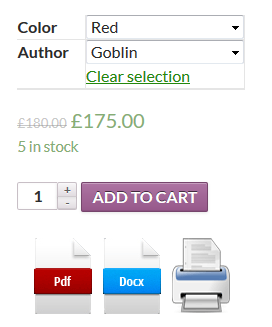 Color Red
Author Goblin
Clear selection
£180.00 £175.00
5 in stock
1 + -
ADD TO CART
Pdf Docx